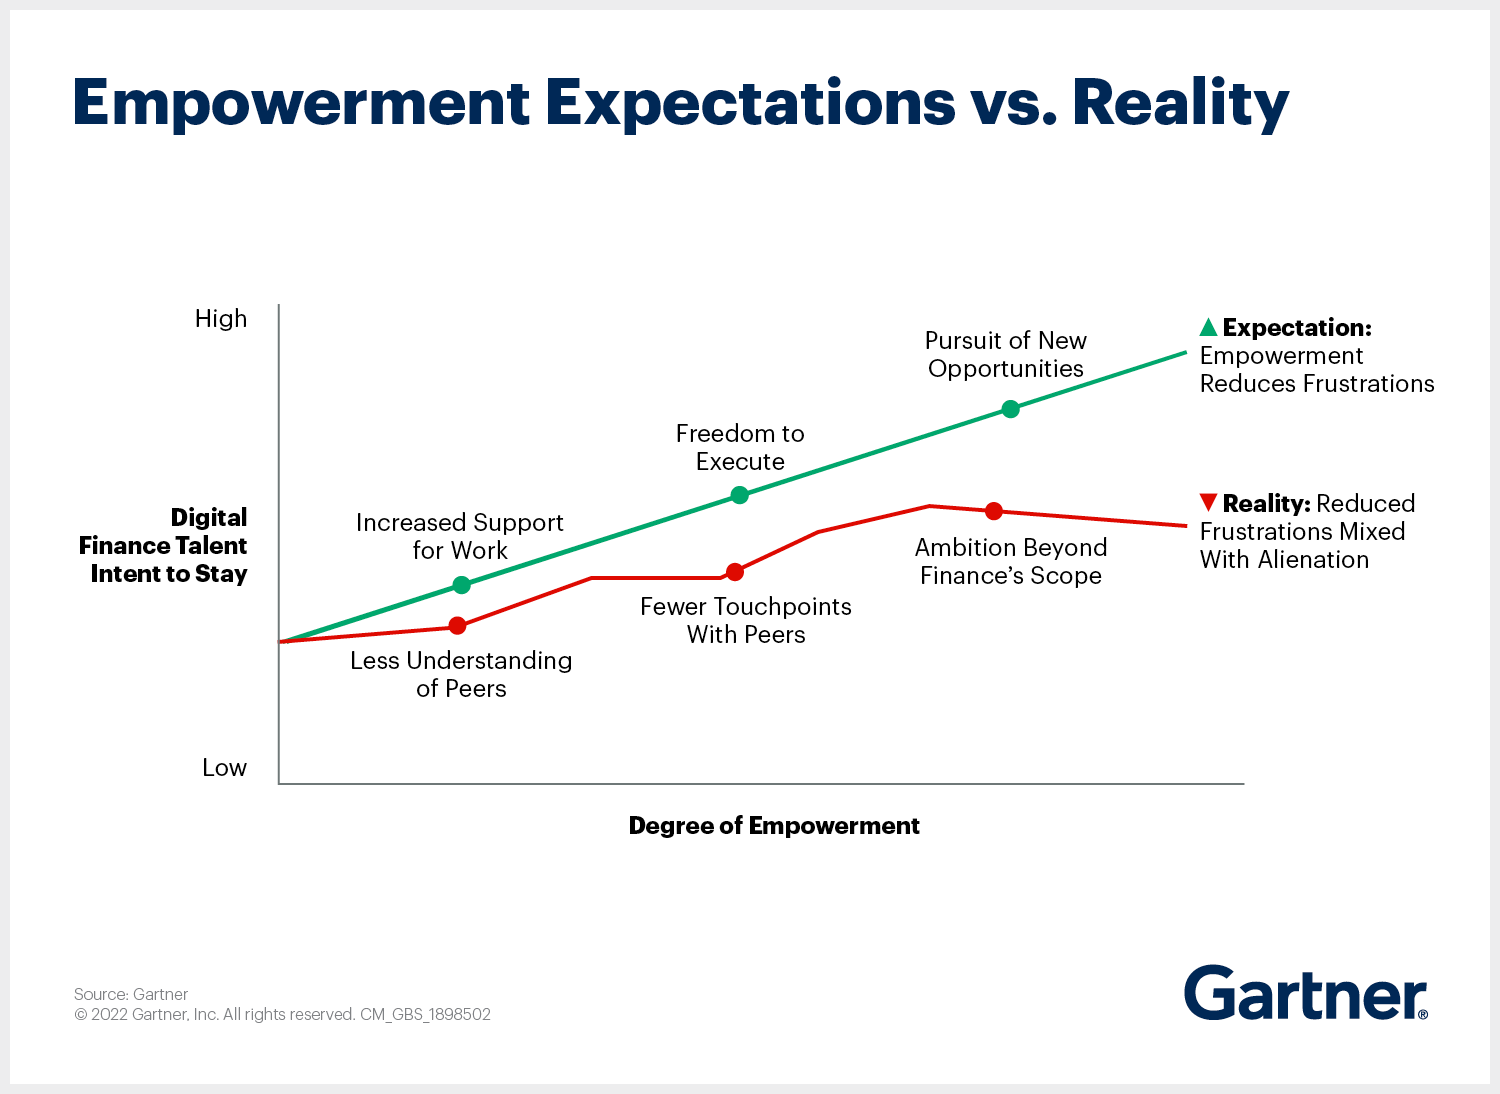 Empowerment Expectations vs. Reality
High
Digital
Finance Talent
Intent to Stay
Low
Increased Support
for Work
Freedom to
Execute
Pursuit of New
Opportunities
▲ Expectation:
Empowerment
Reduces Frustrations
Less Understanding
of Peers
Fewer Touchpoints
With Peers
Ambition Beyond
Finance’s Scope
▼ Reality: Reduced
Frustrations Mixed
With Alienation
Degree of Empowerment
Source: Gartner
© 2022 Gartner, Inc. All rights reserved. CM_GBS_1898502
Gartner®